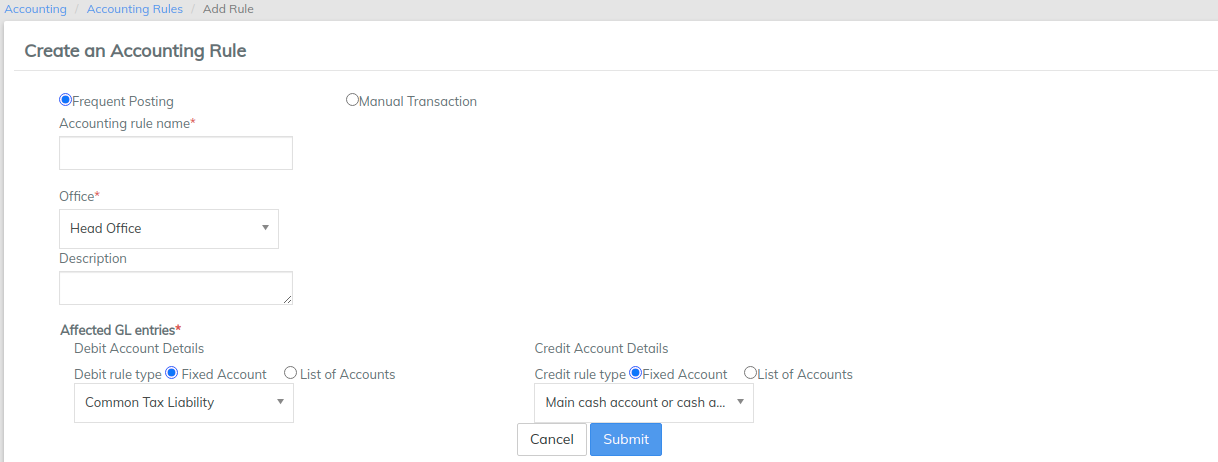 Accounting / Accounting Rules / Add Rule
Create an Accounting Rule
Frequent Posting Manual Transaction
Accounting rule name*
Office*
Head Office
Description
Affected GL entries*
Debit Account Details Credit Account Details
Debit rule type Fixed Account List of Accounts Credit rule type Fixed Account List of Accounts
Common Tax Liability Main cash account or cash a...
Cancel Submit